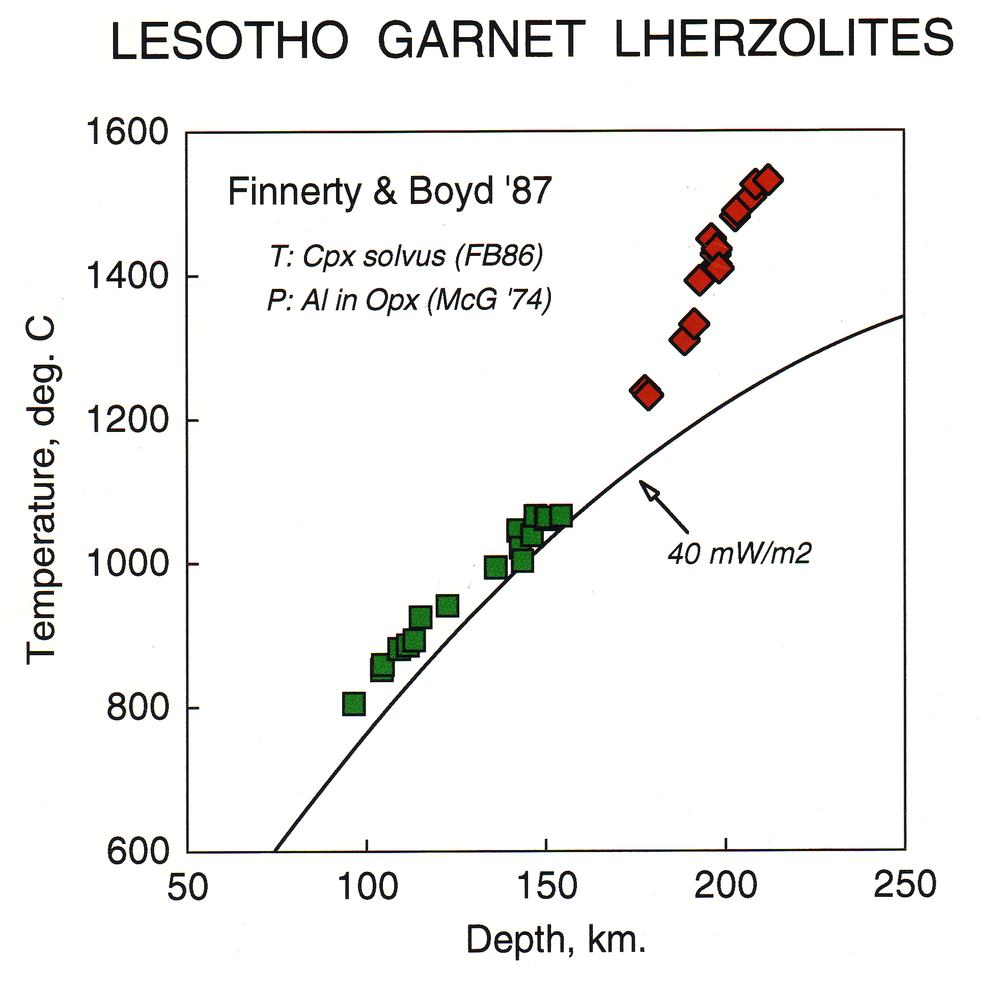 LESOTHO GARNET LHERZOLITES
1600
Finnerty & Boyd '87
T: Cpx solvus (FB86)
1400
P: Al in Opx (McG '74)
Temperature, deg. C
1200
1000
40 mW/m2
800
600
50 100 150 200 250
Depth, km.